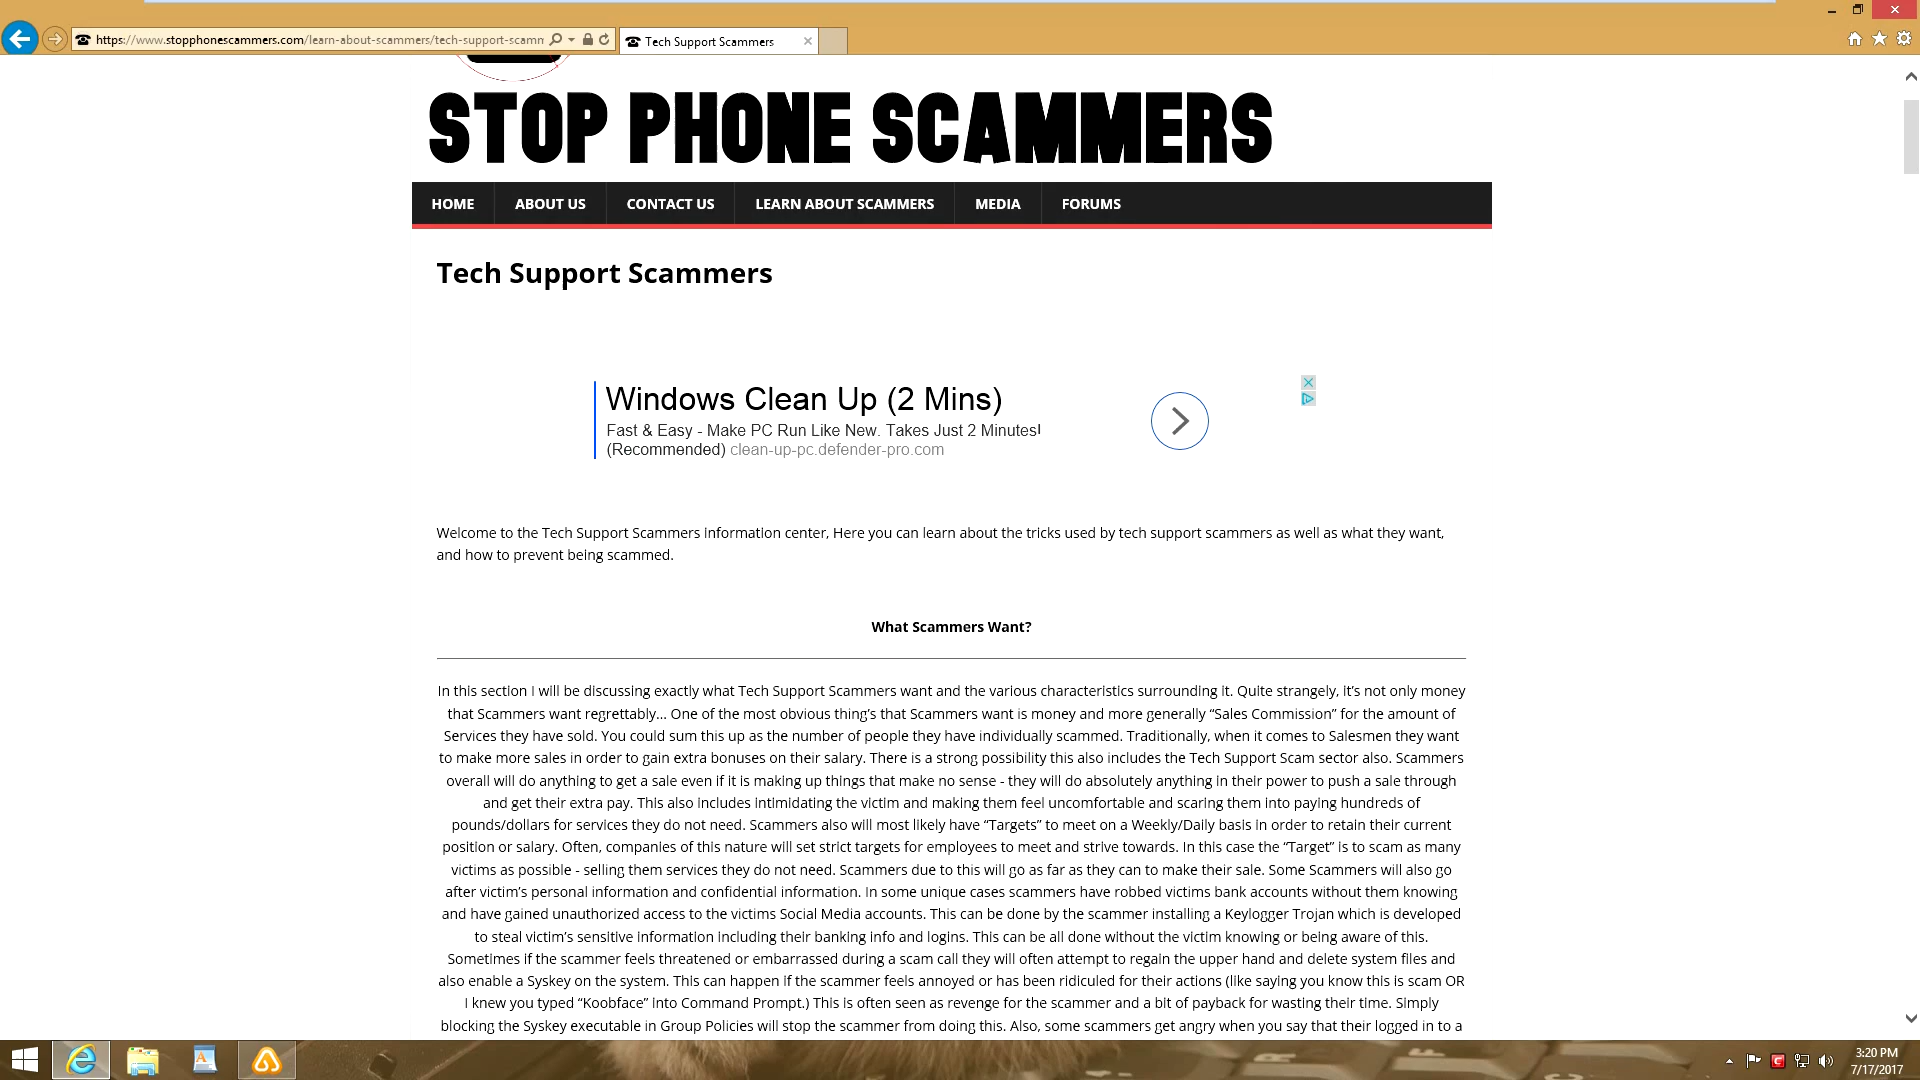 https://www.stopphonescammers.com/learn-about-scammers/tech-support-scamm
Tech Support Scammers
STOP PHONE SCAMMERS
HOME ABOUT US CONTACT US LEARN ABOUT SCAMMERS MEDIA FORUMS
Tech Support Scammers
Windows Clean Up (2 Mins)
Fast & Easy - Make PC Run Like New. Takes Just 2 Minutes!
(Recommended) clean-up-pc.defender-pro.com
Welcome to the Tech Support Scammers information center, Here you can learn about the tricks used by tech support scammers as well as what they want,
and how to prevent being scammed.
What Scammers Want?
In this section I will be discussing exactly what Tech Support Scammers want and the various characteristics surrounding it. Quite strangely, it's not only money
that Scammers want regrettably... One of the most obvious thing's that Scammers want is money and more generally “Sales Commission” for the amount of
Services they have sold. You could sum this up as the number of people they have individually scammed. Traditionally, when it comes to Salesmen they want
to make more sales in order to gain extra bonuses on their salary. There is a strong possibility this also includes the Tech Support Scam sector also. Scammers
overall will do anything to get a sale even if it is making up things that make no sense - they will do absolutely anything in their power to push a sale through
and get their extra pay. This also includes intimidating the victim and making them feel uncomfortable and scaring them into paying hundreds of
pounds/dollars for services they do not need. Scammers also will most likely have “Targets” to meet on a Weekly/Daily basis in order to retain their current
position or salary. Often, companies of this nature will set strict targets for employees to meet and strive towards. In this case the “Target” is to scam as many
victims as possible - selling them services they do not need. Scammers due to this will go as far as they can to make their sale. Some Scammers will also go
after victim's personal information and confidential information. In some unique cases scammers have robbed victims bank accounts without them knowing
and have gained unauthorized access to the victims Social Media accounts. This can be done by the scammer installing a Keylogger Trojan which is developed
to steal victim's sensitive information including their banking info and logins. This can be all done without the victim knowing or being aware of this.
Sometimes if the scammer feels threatened or embarrassed during a scam call they will often attempt to regain the upper hand and delete system files and
also enable a Syskey on the system. This can happen if the scammer feels annoyed or has been ridiculed for their actions (like saying you know this is scam OR
I knew you typed “Koobface” into Command Prompt.) This is often seen as revenge for the scammer and a bit of payback for wasting their time. Simply
blocking the Syskey executable in Group Policies will stop the scammer from doing this. Also, some scammers get angry when you say that their logged in to a
3:20 PM
7/17/2017